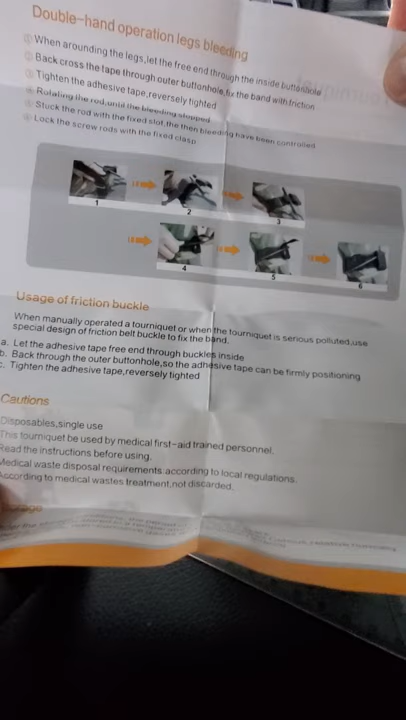 Double-hand operation legs bleeding
①When arounding the legs,let the free end through the inside buttonhole
②Back cross the tape through outer buttonhole,fix the band with friction
③Tighten the adhesive tape,reversely tighted
④Rotating the rod,until the bleeding stopped
⑤Stuck the rod with the fixed slot,the then bleeding have been controlled
⑥Lock the screw rods with the fixed clasp
1
2
3
4
5
6
Usage of friction buckle
When manually operated a tourniquet or when the tourniquet is serious polluted,use
special design of friction belt buckle to fix the band.
a. Let the adhesive tape free end through buckles inside
b. Back through the outer buttonhole,so the adhesive tape can be firmly positioning
c. Tighten the adhesive tape,reversely tighted
Cautions
Disposables,single use
This tourniquet be used by medical first-aid trained personnel.
Read the instructions before using.
Medical waste disposal requirements:according to local regulations.
According to medical wastes treatment,not discarded.
Storage